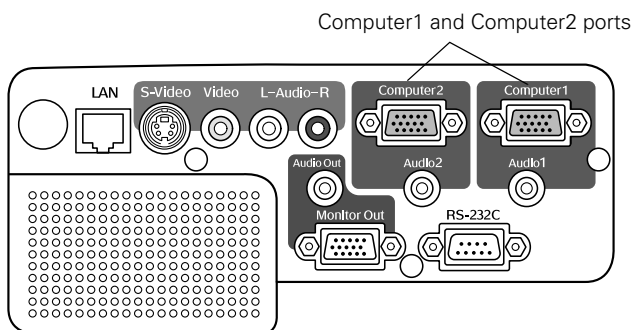 Computer1 and Computer2 ports
LAN
S-Video
Video
L-Audio-R
Computer2
Computer1
Audio Out
Audio2
Audio1
Monitor Out
RS-232C